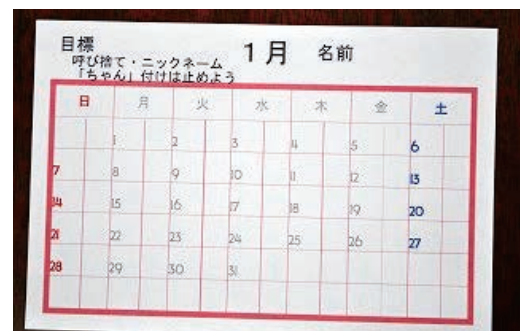 目標 1月 名前
呼び捨て・ニックネーム
「ちゃん」付けは止めよう
日 月 火 水 木 金 土
1 2 3 4 5 6
7 8 9 10 11 12 13
14 15 16 17 18 19 20
21 22 23 24 25 26 27
28 29 30 31